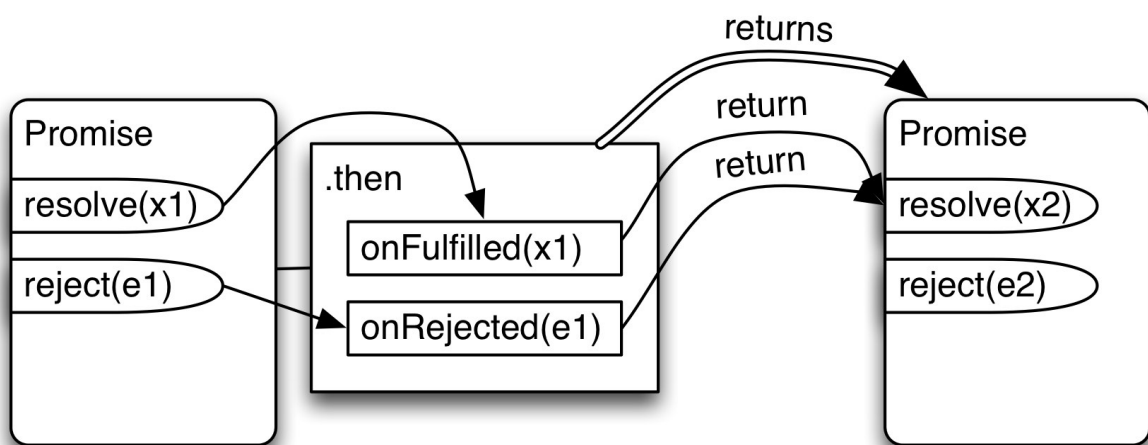 Promise
resolve(x1)
reject(e1)
.then
onFulfilled(x1)
onRejected(e1)
returns
return
return
Promise
resolve(x2)
reject(e2)